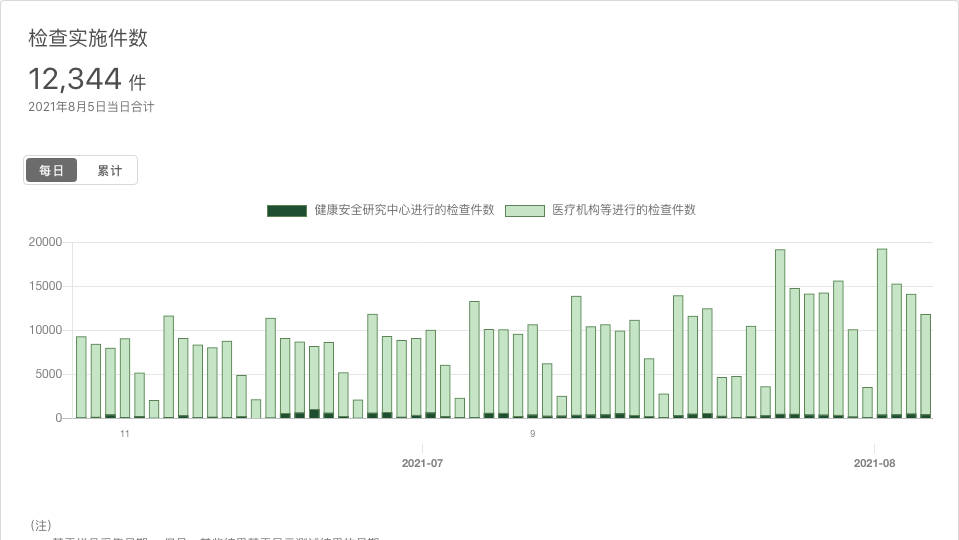 检查实施件数
12,344 件
2021年8月5日当日合计
每日 累计
健康安全研究中心进行的检查件数 医疗机构等进行的检查件数
20000
15000
10000
5000
0
11 9
2021-07 2021-08
(注)